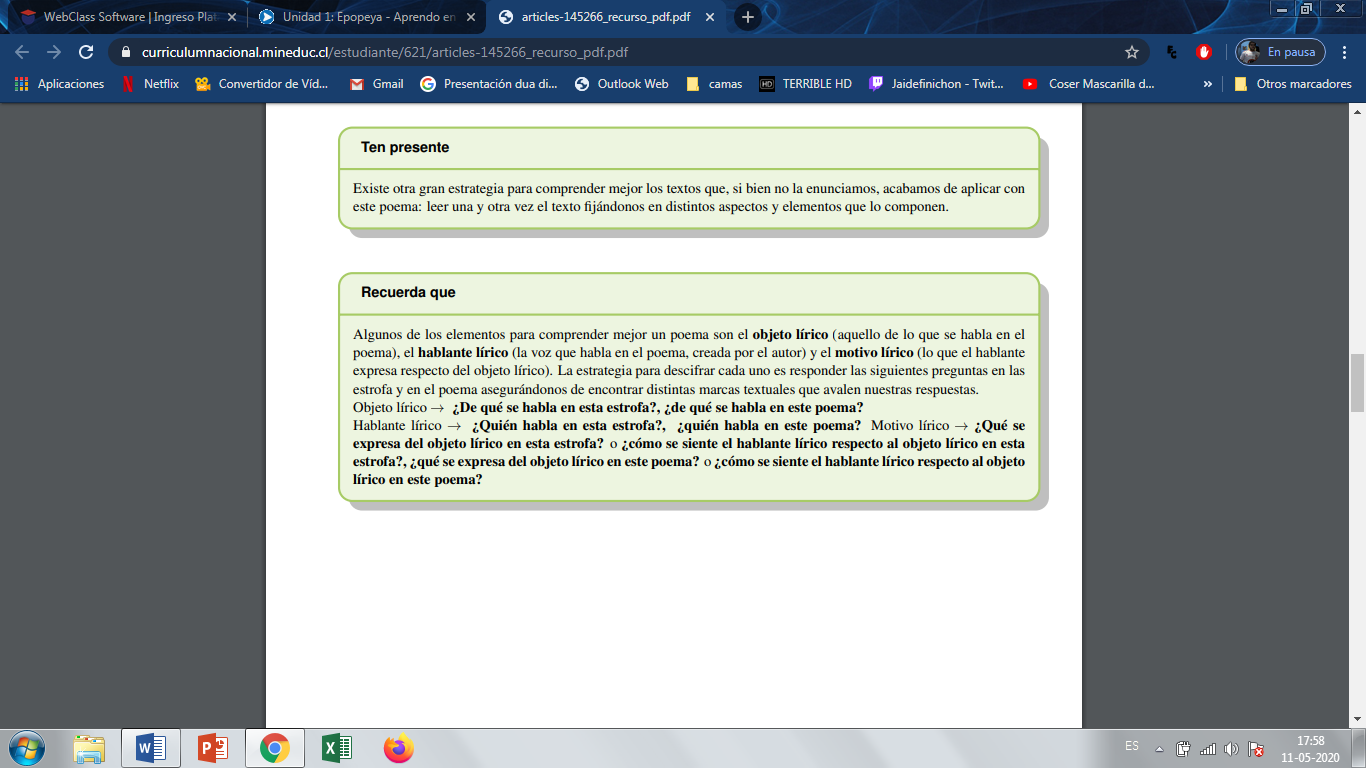 WebClass Software | Ingreso Plat
Unidad 1: Epopeya - Aprendo en
articles-145266_recurso_pdf.pdf
curriculumnacional.mineduc.cl/estudiante/621/articles-145266_recurso_pdf.pdf
En pausa
Aplicaciones
Netflix
Convertidor de Víd...
Gmail
Presentación dua di...
Outlook Web
camas
HD TERRIBLE HD
Jaidefinichon - Twit...
Coser Mascarilla d...
»
Otros marcadores
Ten presente
Existe otra gran estrategia para comprender mejor los textos que, si bien no la enunciamos, acabamos de aplicar con
este poema: leer una y otra vez el texto fijándonos en distintos aspectos y elementos que lo componen.
Recuerda que
Algunos de los elementos para comprender mejor un poema son el objeto lírico (aquello de lo que se habla en el
poema), el hablante lírico (la voz que habla en el poema, creada por el autor) y el motivo lírico (lo que el hablante
expresa respecto del objeto lírico). La estrategia para descifrar cada uno es responder las siguientes preguntas en las
estrofa y en el poema asegurándonos de encontrar distintas marcas textuales que avalen nuestras respuestas.
Objeto lírico → ¿De qué se habla en esta estrofa?, ¿de qué se habla en este poema?
Hablante lírico → ¿Quién habla en esta estrofa?, ¿quién habla en este poema? Motivo lírico → ¿Qué se
expresa del objeto lírico en esta estrofa? o ¿cómo se siente el hablante lírico respecto al objeto lírico en esta
estrofa?, ¿qué se expresa del objeto lírico en este poema? o ¿cómo se siente el hablante lírico respecto al objeto
lírico en este poema?
ES
17:58
11-05-2020